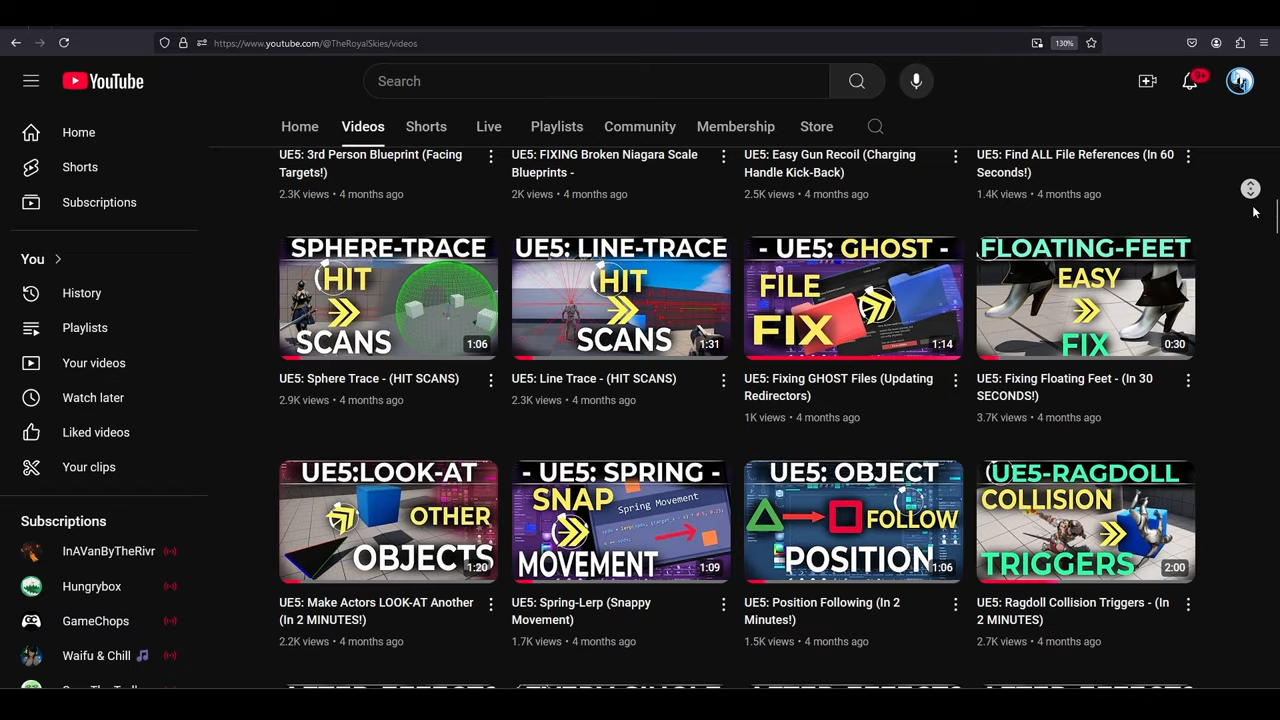 https://www.youtube.com/@TheRoyalSkies/videos
130%
YouTube
Search
9+
Home
Videos
Shorts
Live
Playlists
Community
Membership
Store
Home
Shorts
Subscriptions
You
History
Playlists
Your videos
Watch later
Liked videos
Your clips
Subscriptions
InAVanByTheRivr
Hungrybox
GameChops
Waifu & Chill
UE5: 3rd Person Blueprint (Facing
Targets!)
2.3K views • 4 months ago
UE5: FIXING Broken Niagara Scale
Blueprints -
2K views • 4 months ago
UE5: Easy Gun Recoil (Charging
Handle Kick-Back)
2.5K views • 4 months ago
UE5: Find ALL File References (In 60
Seconds!)
1.4K views • 4 months ago
SPHERE-TRACE
HIT
SCANS
1:06
UE5: Sphere Trace - (HIT SCANS)
2.9K views • 4 months ago
UE5: LINE-TRACE
HIT
SCANS
1:31
UE5: Line Trace - (HIT SCANS)
2.3K views • 4 months ago
- UE5: GHOST -
FILE
FIX
1:14
UE5: Fixing GHOST Files (Updating
Redirectors)
1K views • 4 months ago
FLOATING-FEET
EASY
FIX
0:30
UE5: Fixing Floating Feet - (In 30
SECONDS!)
3.7K views • 4 months ago
UE5:LOOK-AT
OTHER
OBJECTS
1:20
UE5: Make Actors LOOK-AT Another
(In 2 MINUTES!)
2.2K views • 4 months ago
- UE5: SPRING -
SNAP
Spring Movement
MOVEMENT
1:09
UE5: Spring-Lerp (Snappy
Movement)
1.7K views • 4 months ago
UE5: OBJECT
FOLLOW
POSITION
1:06
UE5: Position Following (In 2
Minutes!)
1.5K views • 4 months ago
UE5-RAGDOLL
COLLISION
TRIGGERS
2:00
UE5: Ragdoll Collision Triggers - (In
2 MINUTES)
2.7K views • 4 months ago